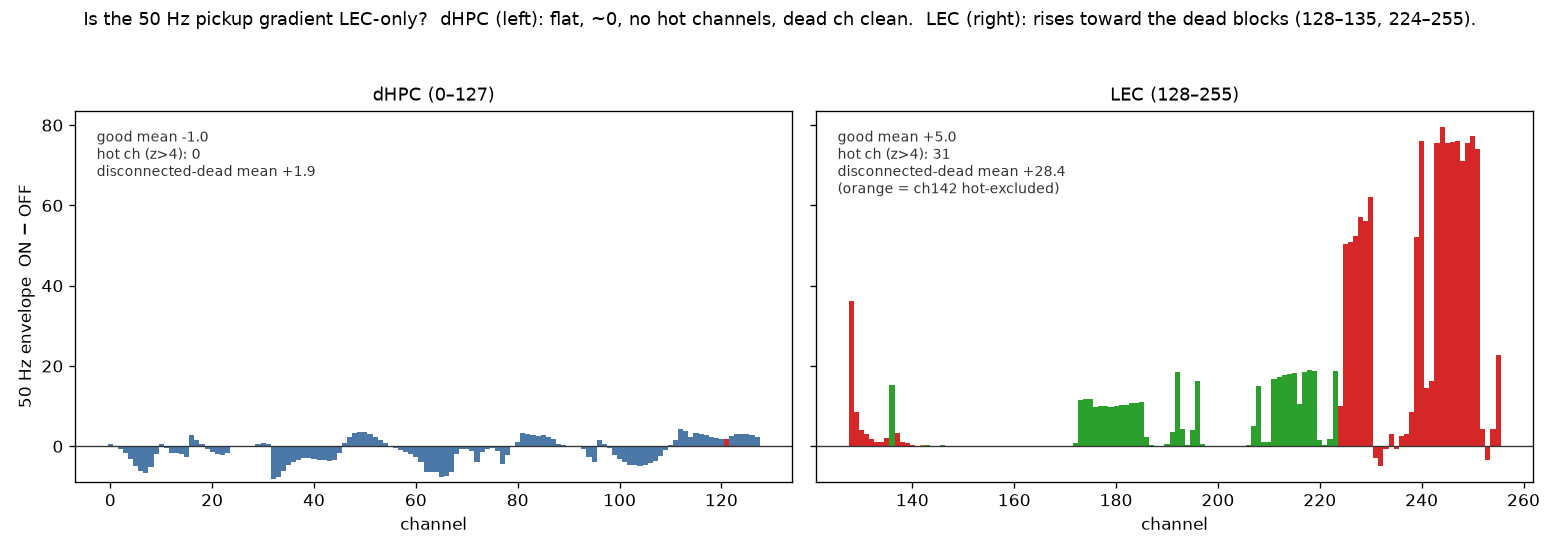 Is the 50 Hz pickup gradient LEC-only?  dHPC (left): flat, ~0, no hot channels, dead ch clean.  LEC (right): rises toward the dead blocks (128–135, 224–255).
dHPC (0–127)
LEC (128–255)
good mean -1.0
hot ch (z>4): 0
disconnected-dead mean +1.9
good mean +5.0
hot ch (z>4): 31
disconnected-dead mean +28.4
(orange = ch142 hot-excluded)
50 Hz envelope  ON − OFF
80
60
40
20
0
0 20 40 60 80 100 120
140 160 180 200 220 240 260
channel
channel